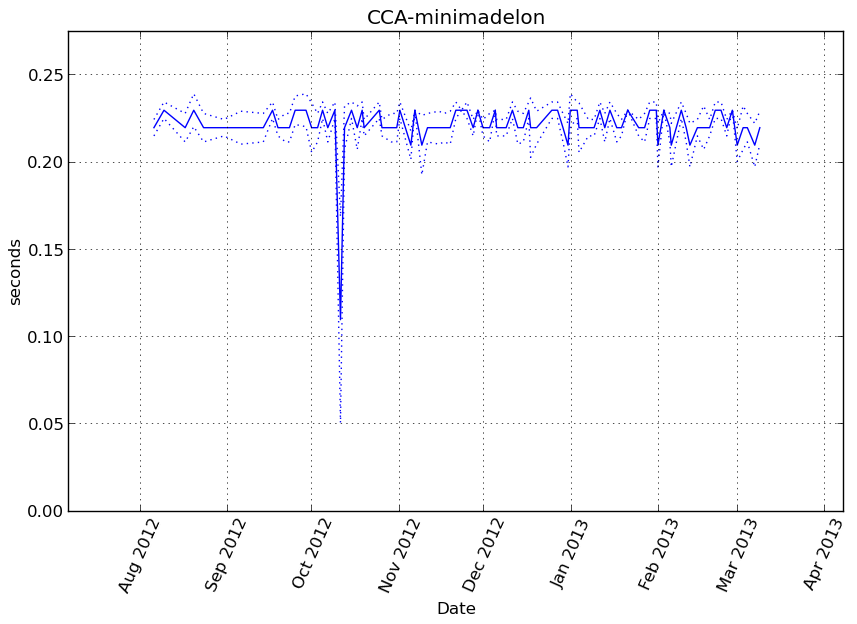 CCA-minimadelon
0.25
0.20
0.15
0.10
0.05
0.00
seconds
Aug 2012
Sep 2012
Oct 2012
Nov 2012
Dec 2012
Jan 2013
Feb 2013
Mar 2013
Apr 2013
Date